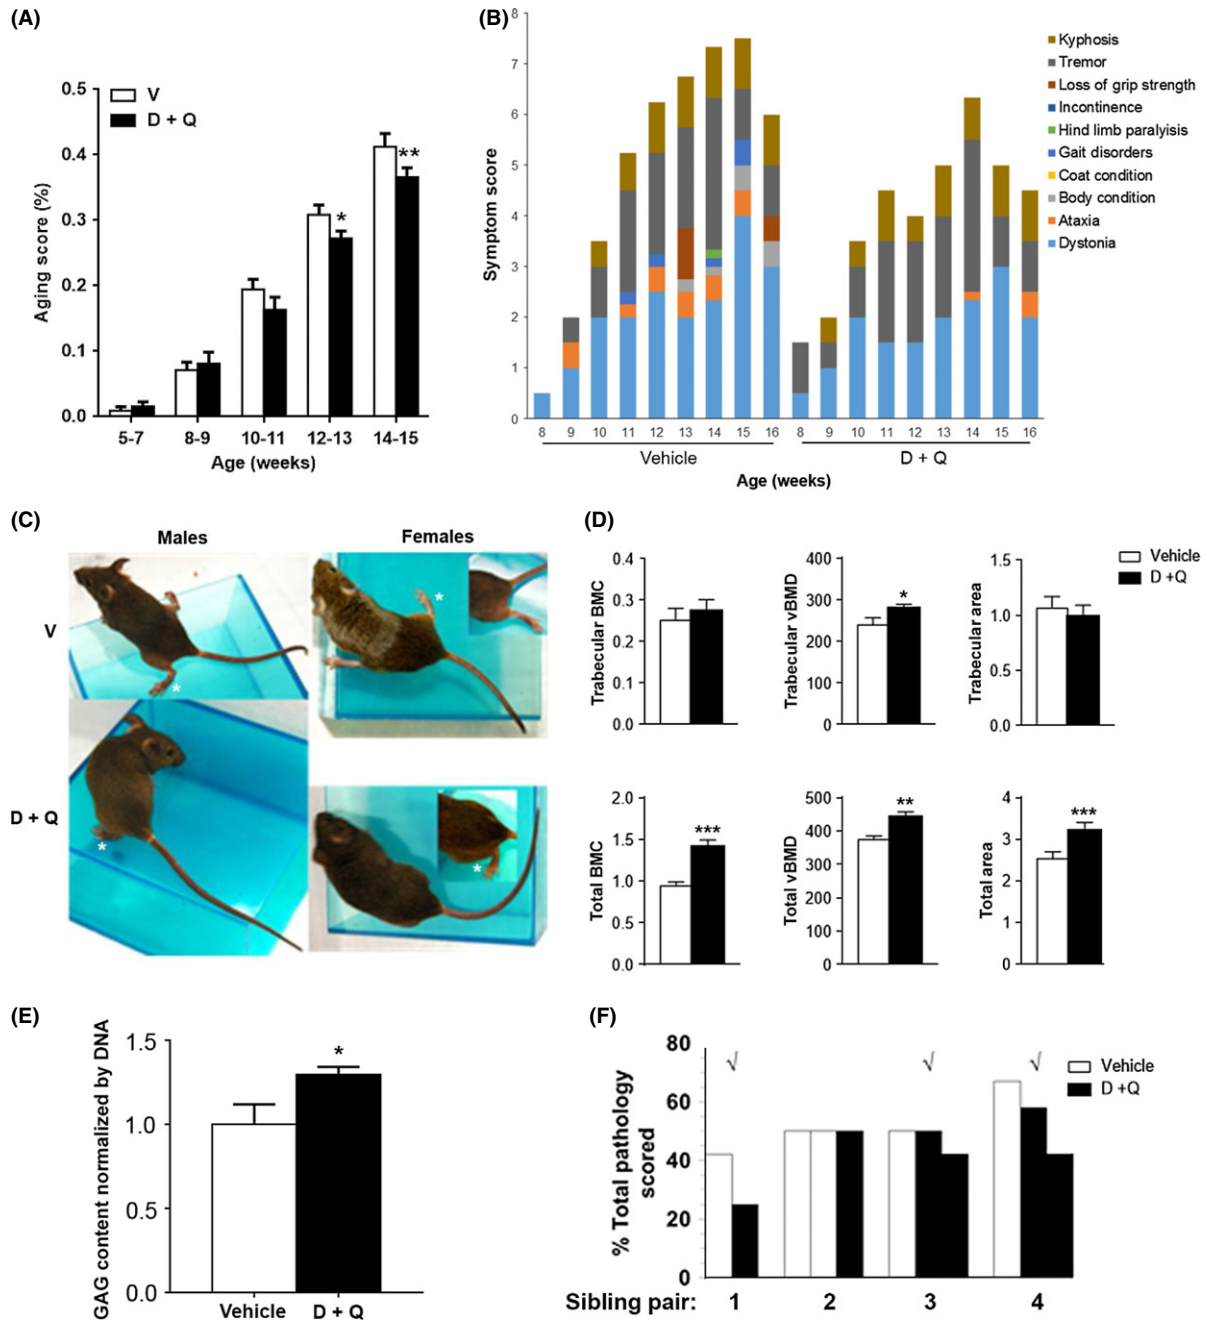 (A)
0.5
0.4
0.3
0.2
0.1
0.0
Aging score (%)
V
D + Q
*
**
5-7 8-9 10-11 12-13 14-15
Age (weeks)
(B)
8
7
6
5
4
3
2
1
0
Symptom score
Kyphosis
Tremor
Loss of grip strength
Incontinence
Hind limb paralyisis
Gait disorders
Coat condition
Body condition
Ataxia
Dystonia
8 9 10 11 12 13 14 15 16 8 9 10 11 12 13 14 15 16
Vehicle D + Q
Age (weeks)
(C)
Males Females
V
* *
D + Q
* *
(D)
Vehicle
D +Q
Trabecular BMC
0.4
0.3
0.2
0.1
0.0
Trabecular vBMD
400
300
200
100
0
*
Trabecular area
1.5
1.0
0.5
0.0
Total BMC
2.0
1.5
1.0
0.5
0.0
***
Total vBMD
500
400
300
200
100
0
**
Total area
4
3
2
1
0
***
(E)
GAG content normalized by DNA
1.5
1.0
0.5
0.0
*
Vehicle D + Q
(F)
% Total pathology
scored
80
60
40
20
0
√ √ √
Vehicle
D +Q
Sibling pair: 1 2 3 4